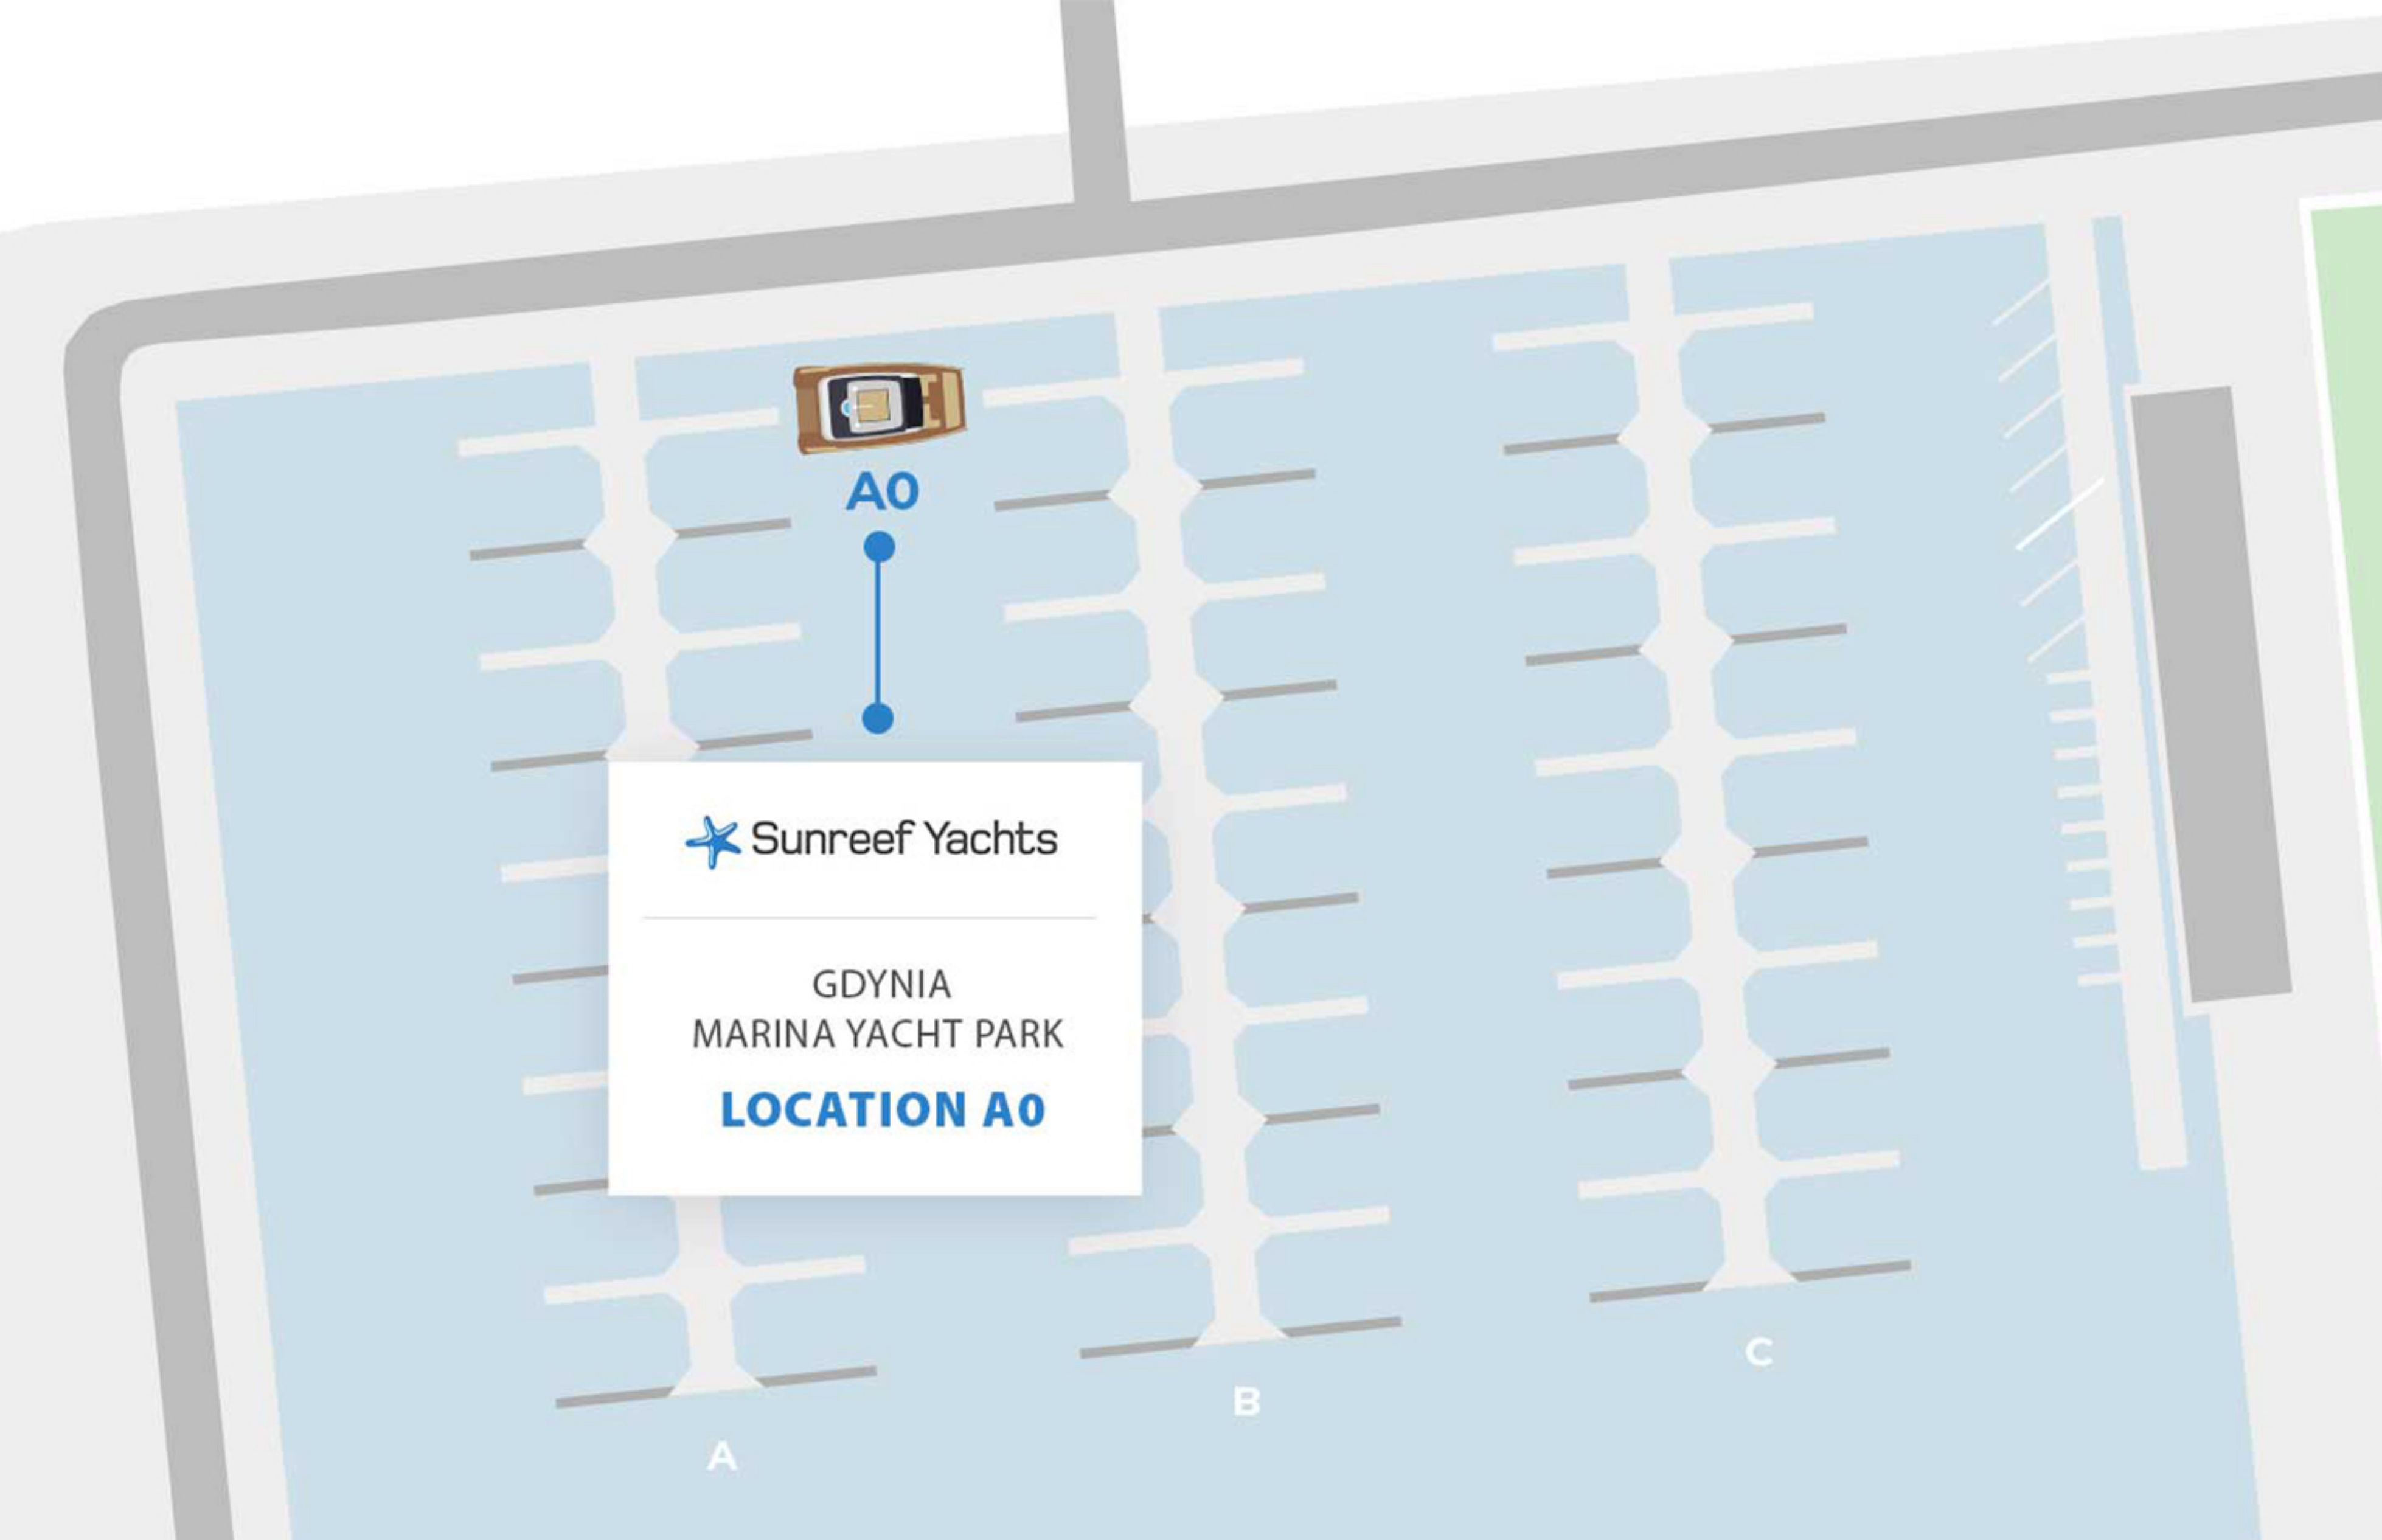 A0
Sunreef Yachts
GDYNIA
MARINA YACHT PARK
LOCATION A0
C
B
A